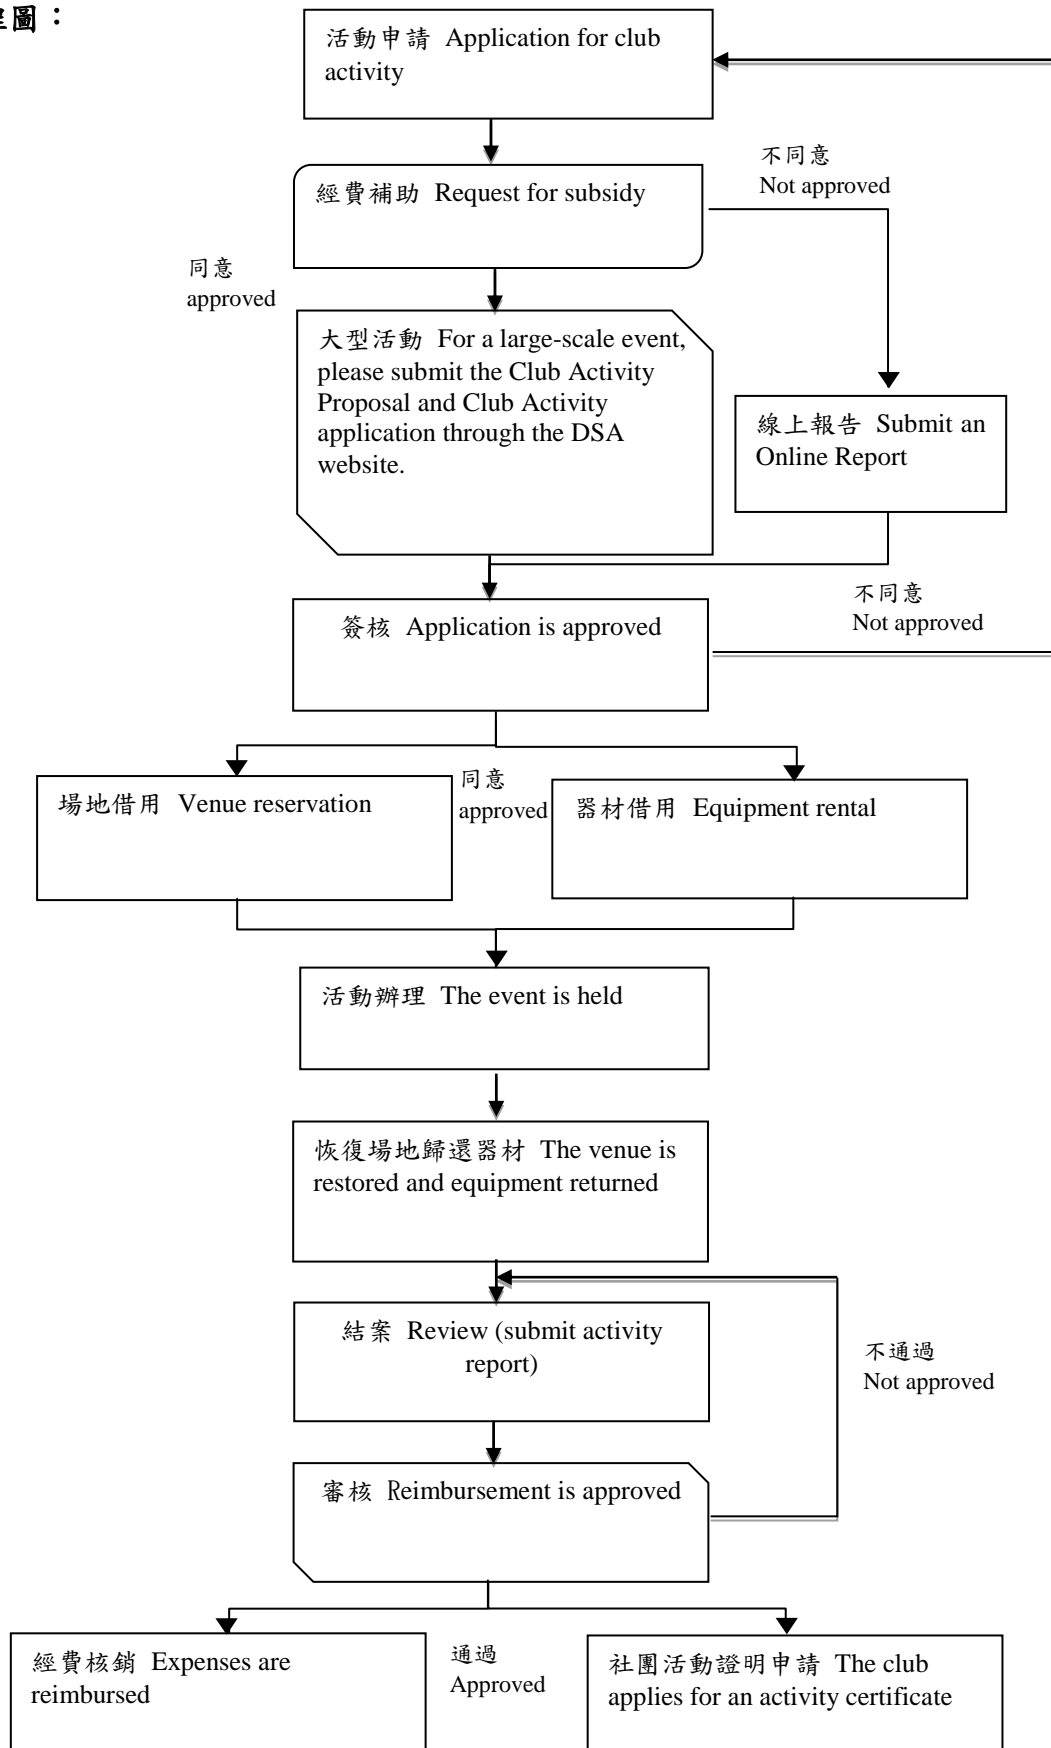 圖：
活動申請 Application for club
activity
不同意
Not approved
經費補助 Request for subsidy
同意
approved
大型活動 For a large-scale event,
please submit the Club Activity
Proposal and Club Activity
application through the DSA
website.
線上報告 Submit an
Online Report
不同意
Not approved
簽核 Application is approved
場地借用 Venue reservation
同意
approved
器材借用 Equipment rental
活動辦理 The event is held
恢復場地歸還器材 The venue is
restored and equipment returned
結案 Review (submit activity
report)
不通過
Not approved
審核 Reimbursement is approved
經費核銷 Expenses are
reimbursed
通過
Approved
社團活動證明申請 The club
applies for an activity certificate